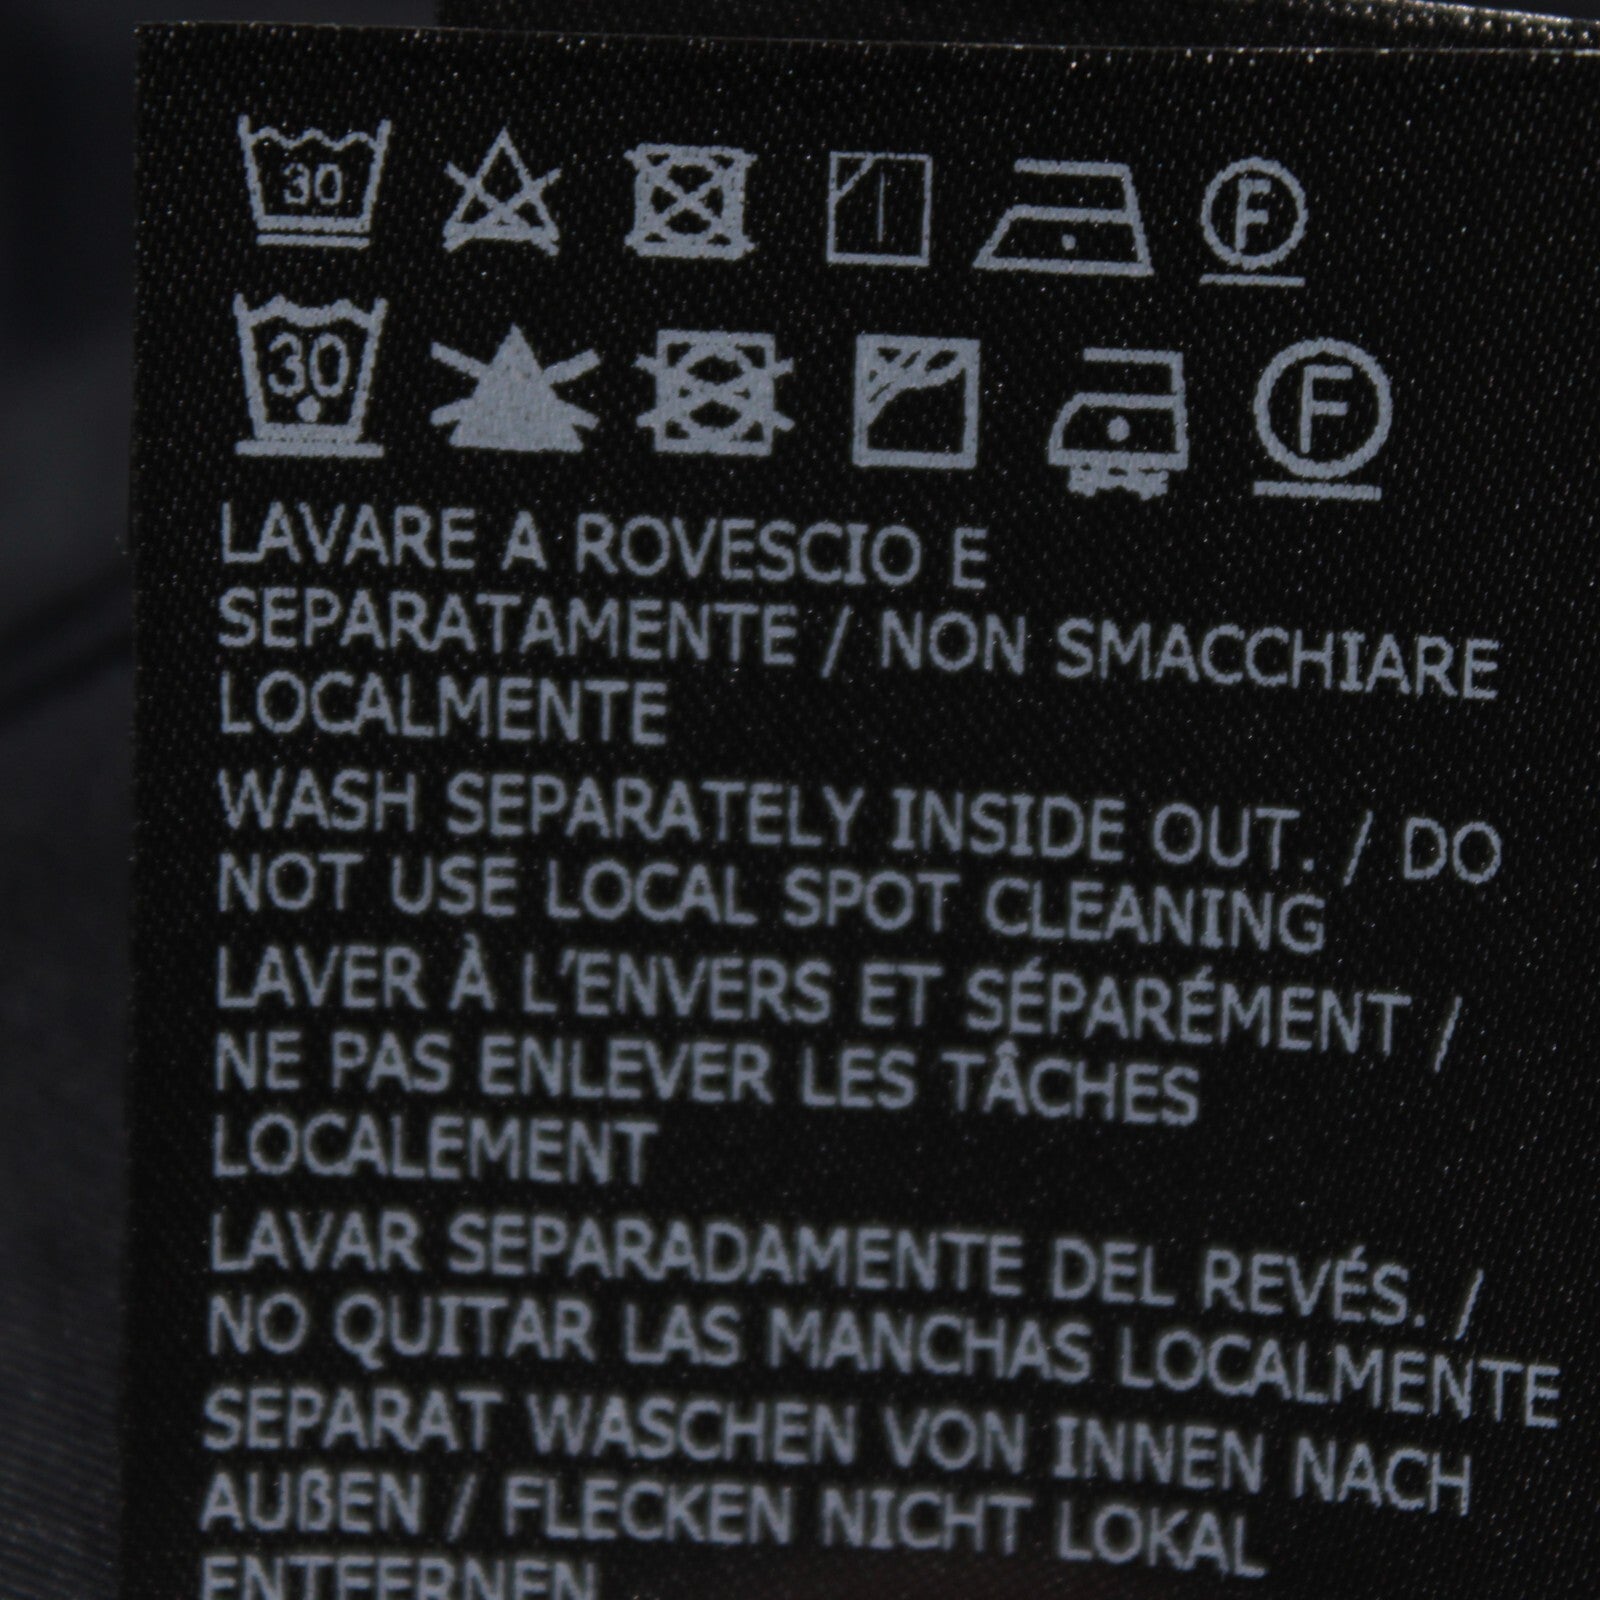 30
F
30
F
LAVARE A ROVESCIO E
SEPARATAMENTE / NON SMACCHIARE
LOCALMENTE
WASH SEPARATELY INSIDE OUT. / DO
NOT USE LOCAL SPOT CLEANING
LAVER À L'ENVERS ET SÉPARÉMENT /
NE PAS ENLEVER LES TÂCHES
LOCALEMENT
LAVAR SEPARADAMENTE DEL REVÉS. /
NO QUITAR LAS MANCHAS LOCALMENTE
SEPARAT WASCHEN VON INNEN NACH
AUßEN / FLECKEN NICHT LOKAL
ENTFERNEN